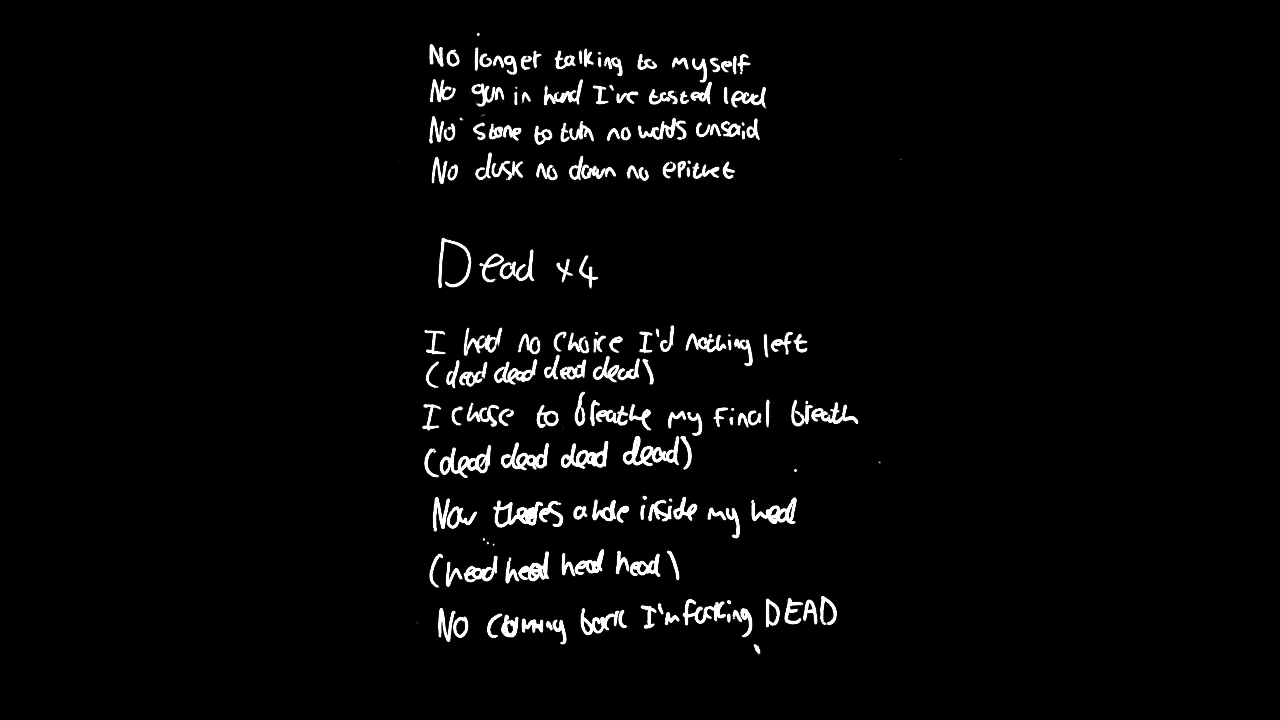 No longer talking to myself
No gun in hand I've tasted lead
No stone to turn no words unsaid
No dusk no dawn no epithet
Dead x4
I had no choice I'd nothing left
(dead dead dead dead)
I chose to breathe my final breath
(dead dead dead dead)
Now theres a hole inside my head
(head head head head)
No coming back I'm fucking DEAD